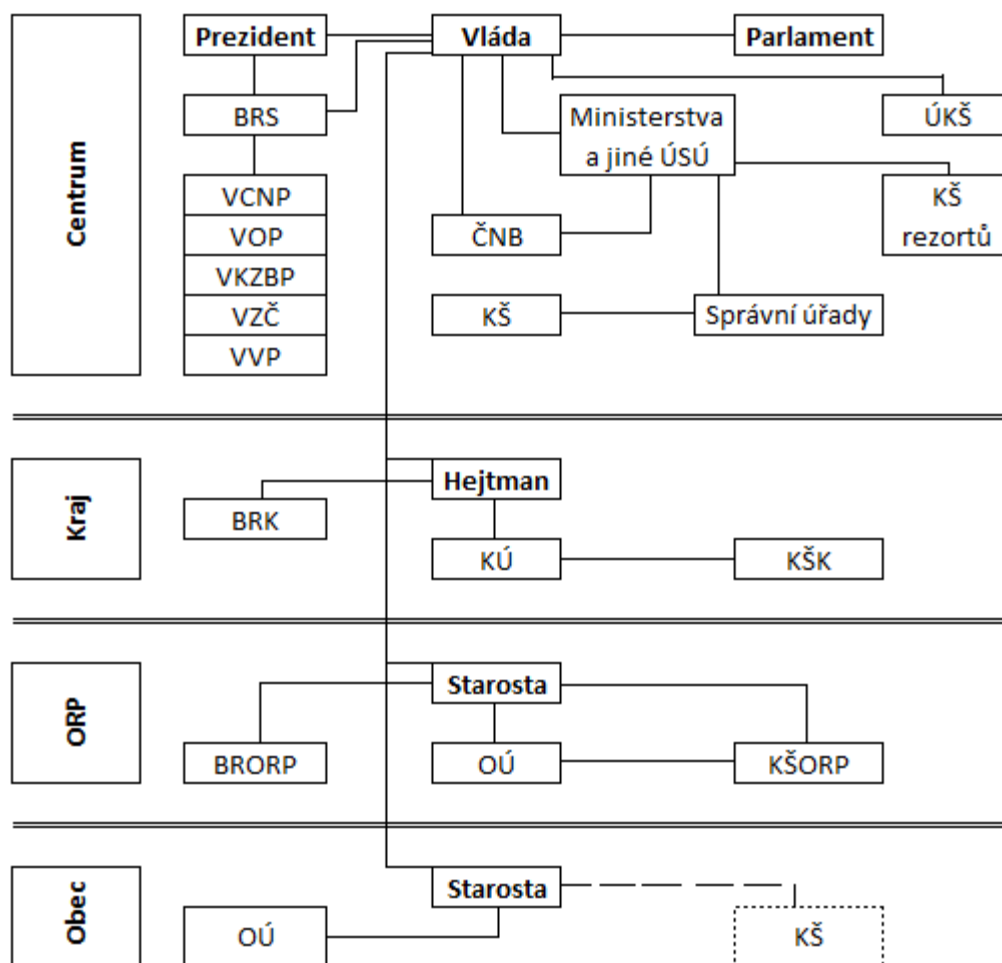 Centrum
Prezident
Vláda
Parlament
BRS
Ministerstva
a jiné ÚSÚ
ÚKŠ
VCNP
VOP
VKZBP
VZČ
VVP
ČNB
KŠ
rezortů
KŠ
Správní úřady
Kraj
Hejtman
BRK
KÚ
KŠK
ORP
Starosta
BRORP
OÚ
KŠORP
Obec
Starosta
OÚ
KŠ